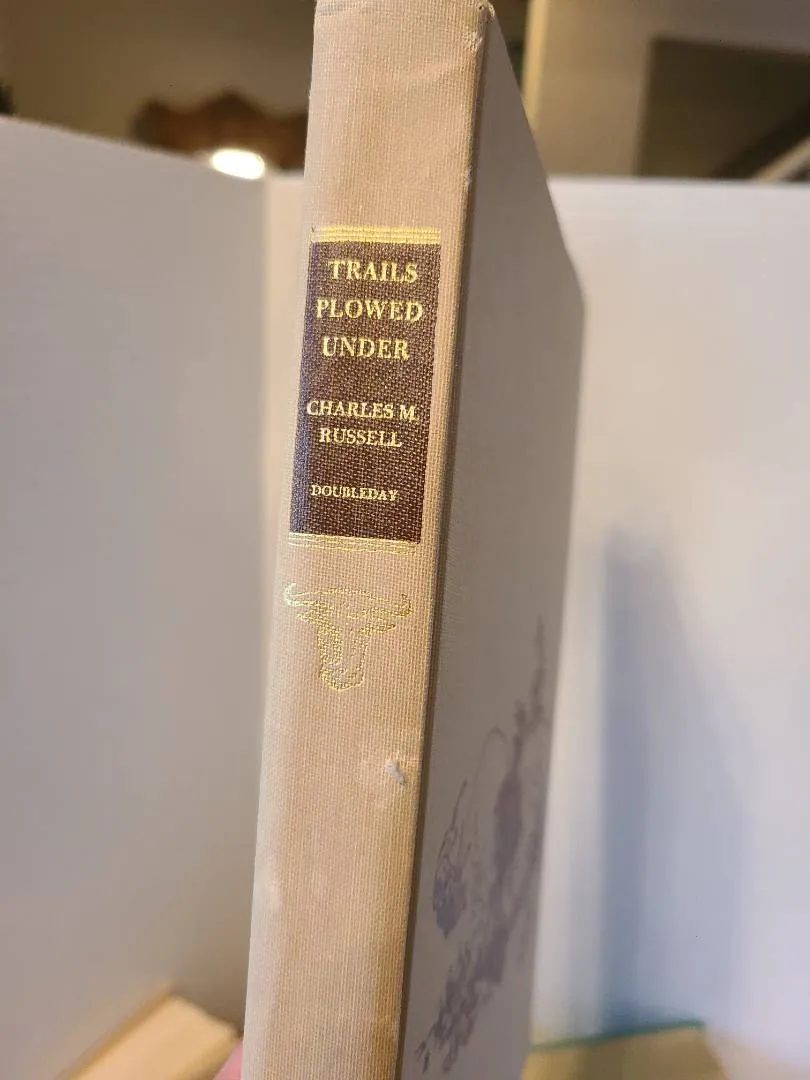 TRAILS
PLOWED
UNDER
CHARLES M.
RUSSELL
DOUBLEDAY